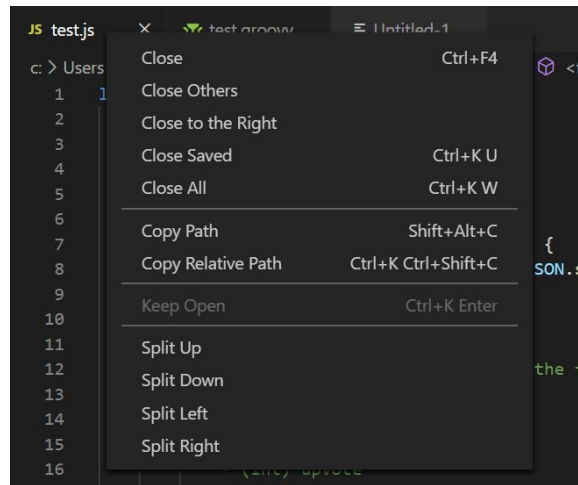 JS test.js
test.groovy
Untitled-1
c: > Users
Close Ctrl+F4
Close Others
Close to the Right
Close Saved Ctrl+K U
Close All Ctrl+K W
Copy Path Shift+Alt+C
Copy Relative Path Ctrl+K Ctrl+Shift+C
Keep Open Ctrl+K Enter
Split Up
Split Down
Split Left
Split Right
1
2
3
4
5
6
7 {
8 SON.
9
10
11
12 the
13
14
15
16 (int) upvote